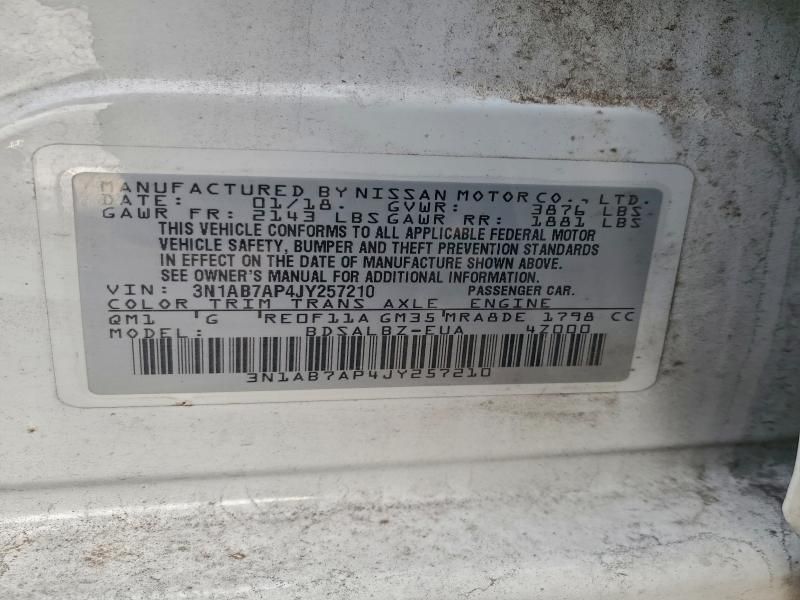 MANUFACTURED BY NISSAN MOTOR CO., LTD.
DATE: 01/18. GVWR: 3876 LBS
GAWR FR: 2143 LBS GAWR RR: 1881 LBS
THIS VEHICLE CONFORMS TO ALL APPLICABLE FEDERAL MOTOR
VEHICLE SAFETY, BUMPER AND THEFT PREVENTION STANDARDS
IN EFFECT ON THE DATE OF MANUFACTURE SHOWN ABOVE.
SEE OWNER'S MANUAL FOR ADDITIONAL INFORMATION.
VIN: 3N1AB7AP4JY257210 PASSENGER CAR.
COLOR TRIM TRANS AXLE ENGINE
QM1 G RE0F11A GM35 MRA8DE 1798 CC
MODEL: BDSALBZ-EUA 4Z000
3N1AB7AP4JY257210